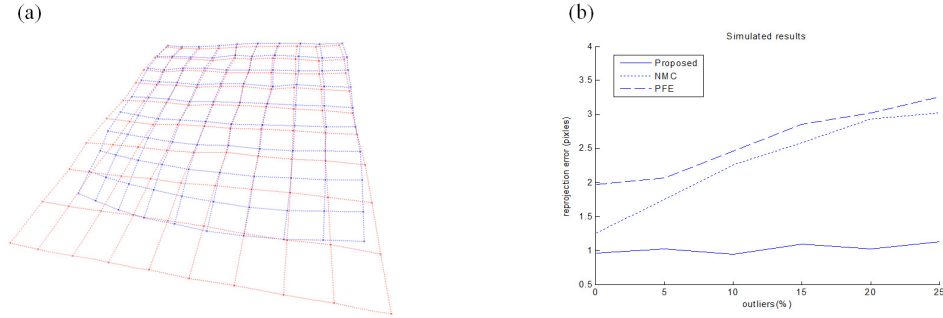 (a)
(b)
Simulated results
4
3.5
3
2.5
2
1.5
1
0.5
reprojection error (pixles)
Proposed
NMC
PFE
0
5
10
15
20
25
outliers(%)